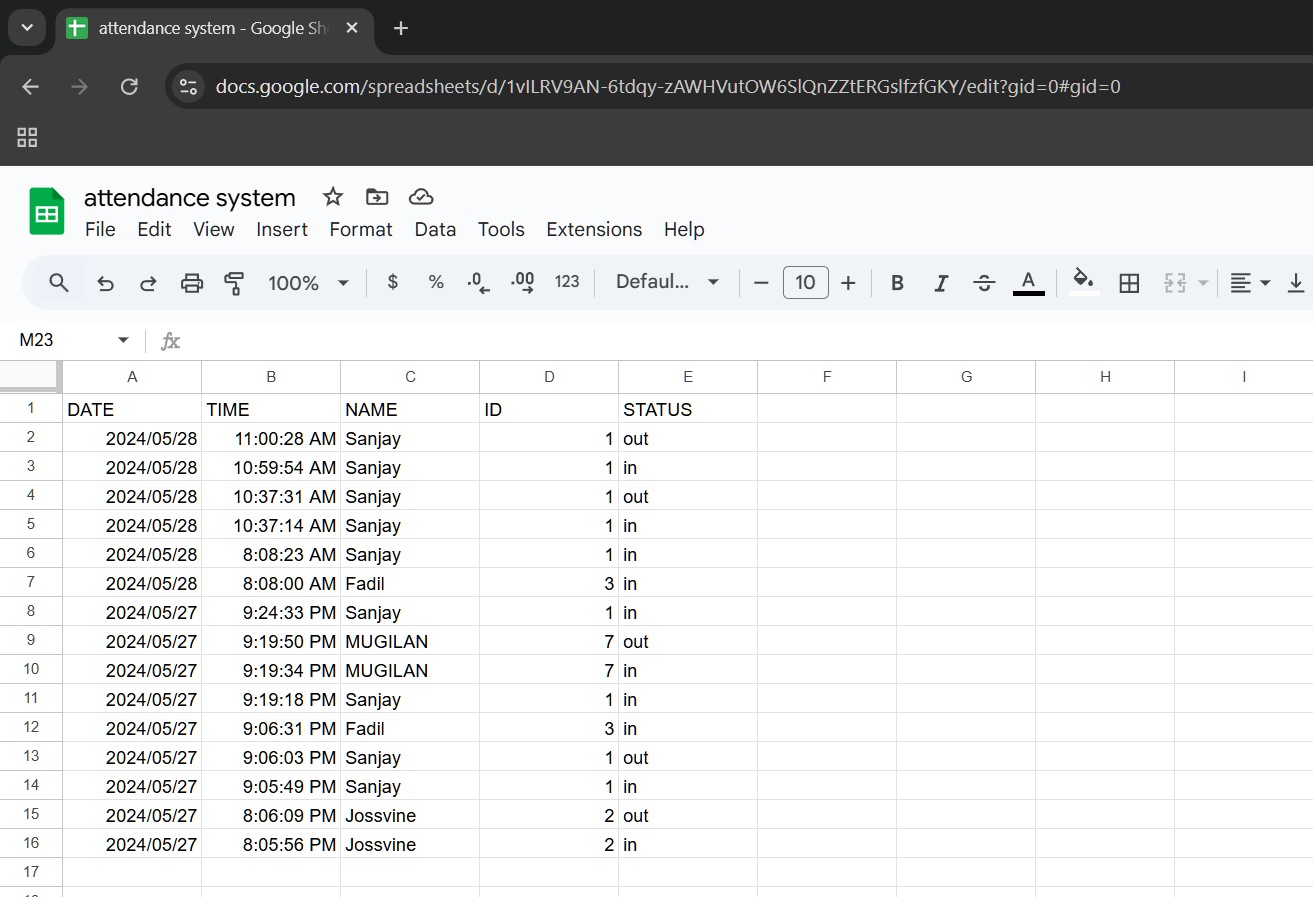 attendance system - Google Sh
docs.google.com/spreadsheets/d/1vILRV9AN-6tdqy-zAWHVutOW6SlQnZZtERGslfzfGKY/edit?gid=0#gid=0
attendance system
File Edit View Insert Format Data Tools Extensions Help
100% $ % .0 .00 123 Defaul... 10 B I S A
M23 fx
A B C D E F G H I
1 DATE TIME NAME ID STATUS
2 2024/05/28 11:00:28 AM Sanjay 1 out
3 2024/05/28 10:59:54 AM Sanjay 1 in
4 2024/05/28 10:37:31 AM Sanjay 1 out
5 2024/05/28 10:37:14 AM Sanjay 1 in
6 2024/05/28 8:08:23 AM Sanjay 1 in
7 2024/05/28 8:08:00 AM Fadil 3 in
8 2024/05/27 9:24:33 PM Sanjay 1 in
9 2024/05/27 9:19:50 PM MUGILAN 7 out
10 2024/05/27 9:19:34 PM MUGILAN 7 in
11 2024/05/27 9:19:18 PM Sanjay 1 in
12 2024/05/27 9:06:31 PM Fadil 3 in
13 2024/05/27 9:06:03 PM Sanjay 1 out
14 2024/05/27 9:05:49 PM Sanjay 1 in
15 2024/05/27 8:06:09 PM Jossvine 2 out
16 2024/05/27 8:05:56 PM Jossvine 2 in
17